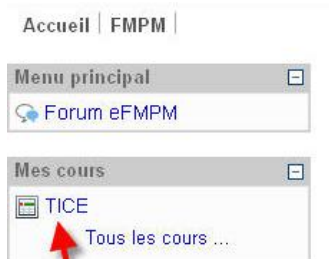 Accueil | FMPM |
Menu principal
Forum eFMPM
Mes cours
TICE
Tous les cours ...